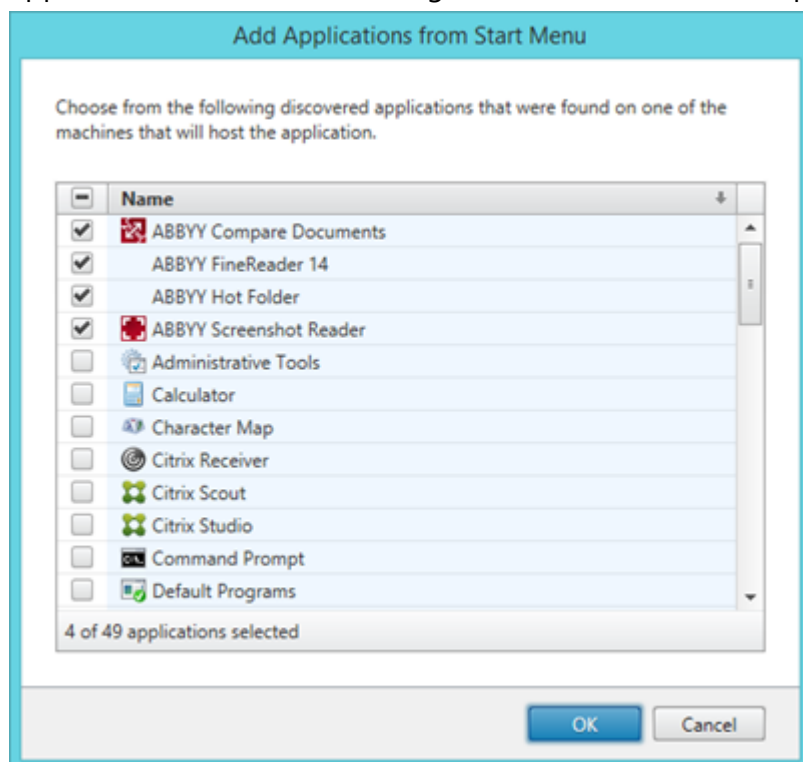 Add Applications from Start Menu
Choose from the following discovered applications that were found on one of the
machines that will host the application.
Name
ABBYY Compare Documents
ABBYY FineReader 14
ABBYY Hot Folder
ABBYY Screenshot Reader
Administrative Tools
Calculator
Character Map
Citrix Receiver
Citrix Scout
Citrix Studio
Command Prompt
Default Programs
4 of 49 applications selected
OK Cancel